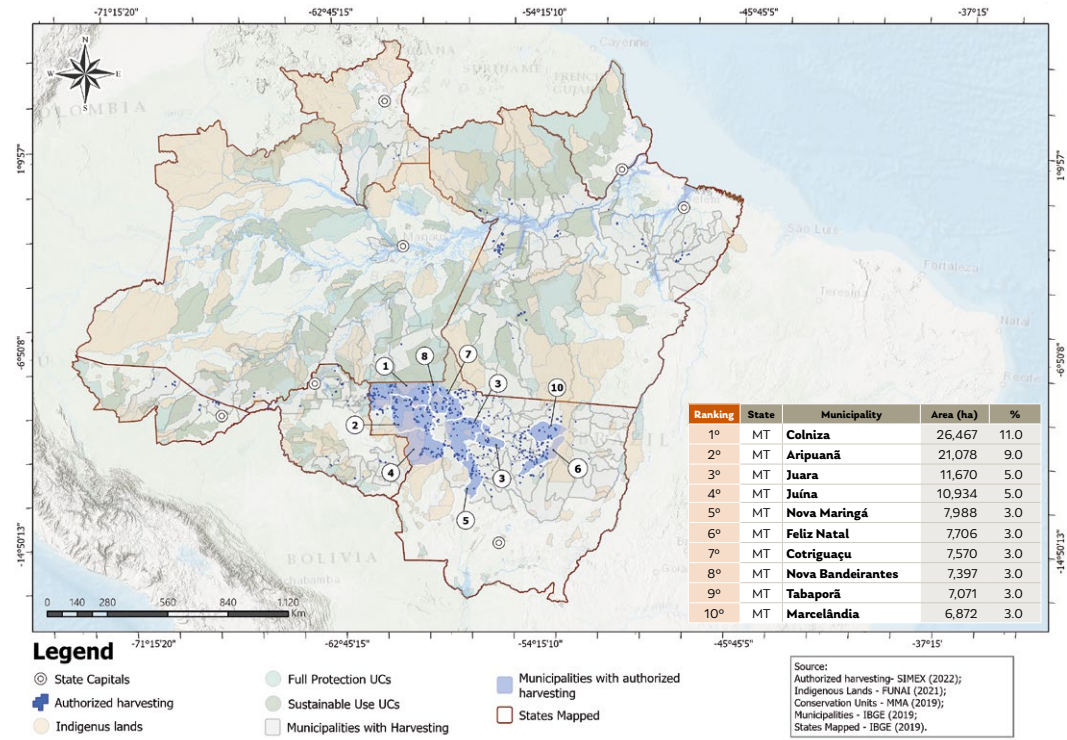 -71°15'20"
-62°45'15"
-54°15'10"
-45°45'5"
-37°15'
N
W
E
S
Cayenne
GUIANA
SURINAME
FRENCH
GUIANA
COLOMBIA
1°9'57"
1°9'57"
Belém
Manaus
São Luís
Fortaleza
Teresina
Natal
Recife
-6°50'8"
-6°50'8"
1
8
7
3
10
2
4
3
6
5
BRAZIL
BOLIVIA
-14°50'13"
-14°50'13"
0 140 280 560 840 1.120
Km
Ranking State Municipality Area (ha) %
1º MT Colniza 26,467 11.0
2º MT Aripuanã 21,078 9.0
3º MT Juara 11,670 5.0
4º MT Juína 10,934 5.0
5º MT Nova Maringá 7,988 3.0
6º MT Feliz Natal 7,706 3.0
7º MT Cotriguaçu 7,570 3.0
8º MT Nova Bandeirantes 7,397 3.0
9º MT Tabaporã 7,071 3.0
10º MT Marcelândia 6,872 3.0
-71°15'20"
-62°45'15"
-54°15'10"
-45°45'5"
-37°15'
Legend
State Capitals
Authorized harvesting
Indigenus lands
Full Protection UCs
Sustainable Use UCs
Municipalities with Harvesting
Municipalities with authorized
harvesting
States Mapped
Source:
Authorized harvesting- SIMEX (2022);
Indigenous Lands - FUNAI (2021);
Conservation Units - MMA (2019);
Municipalities - IBGE (2019;
States Mapped - IBGE (2019).